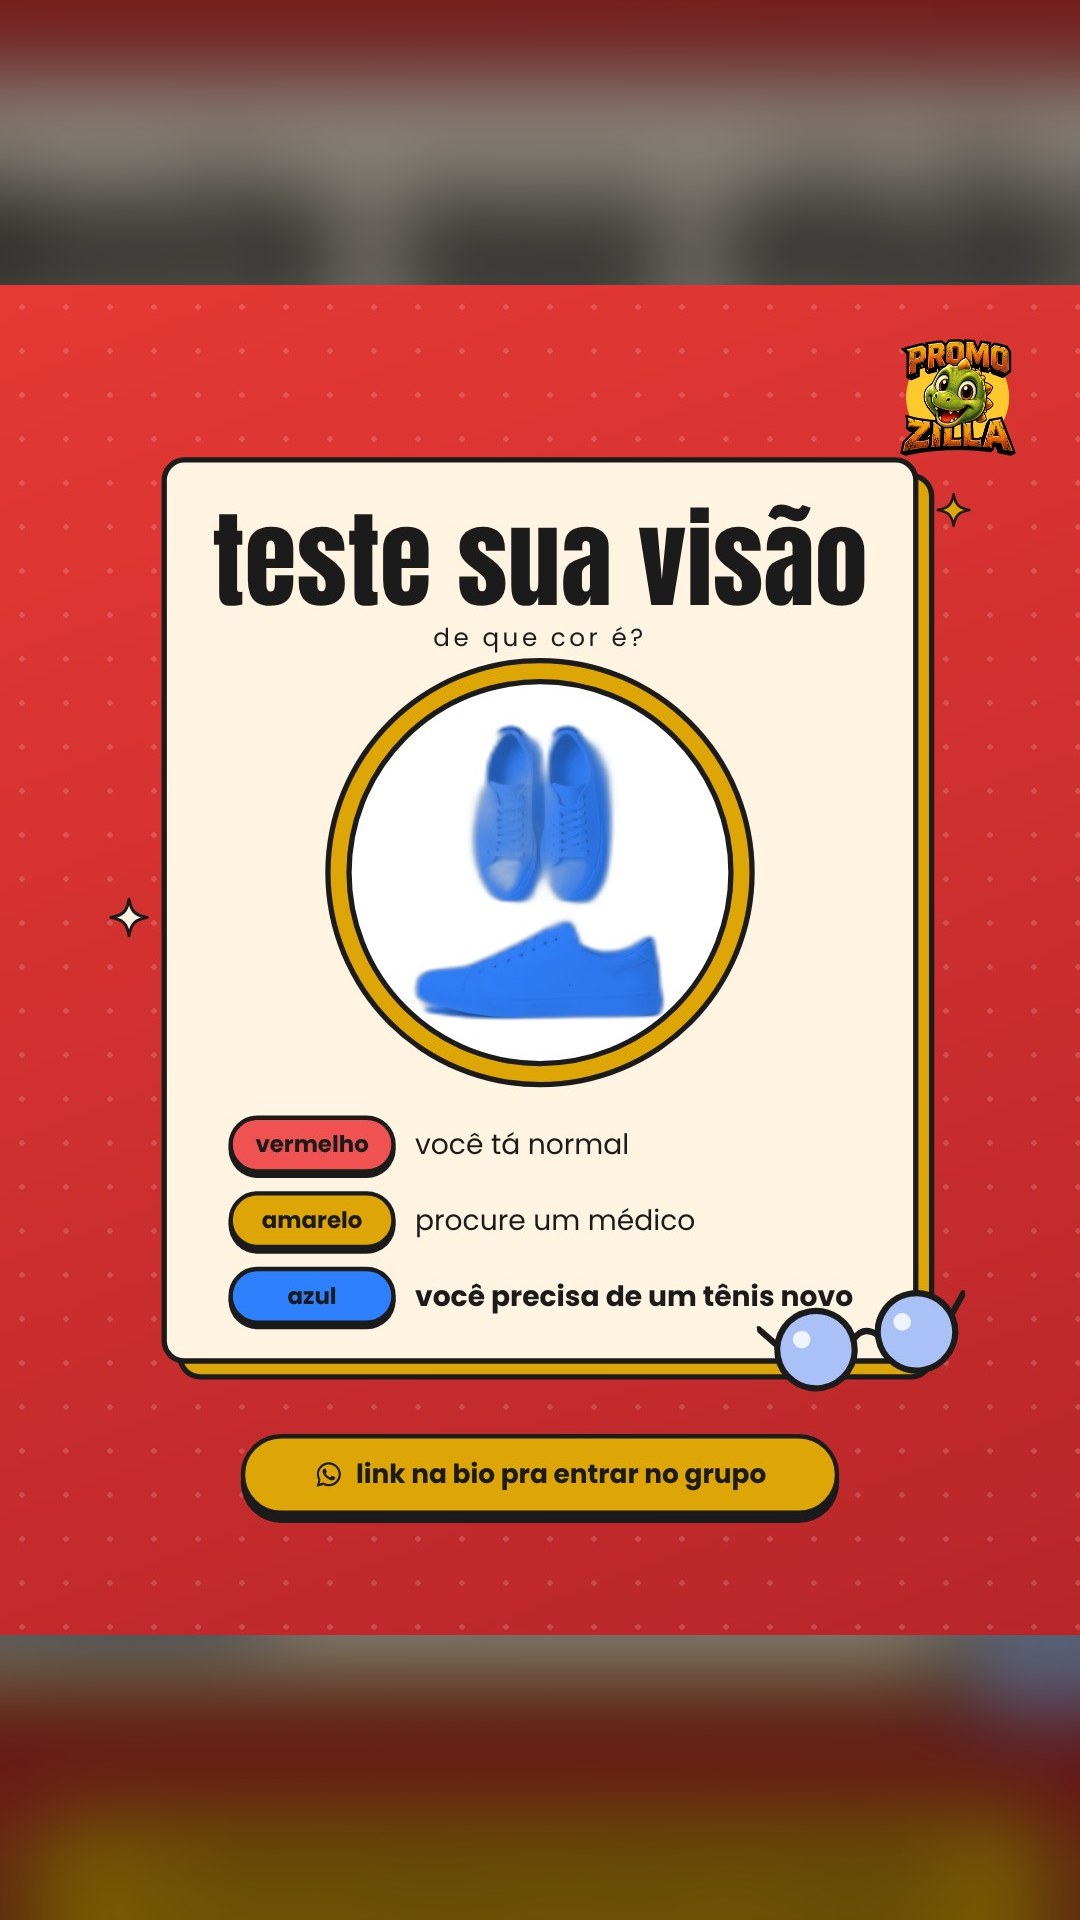 PROMO
ZILLA
teste sua visão
de que cor é?
vermelho você tá normal
amarelo procure um médico
azul você precisa de um tênis novo
link na bio pra entrar no grupo